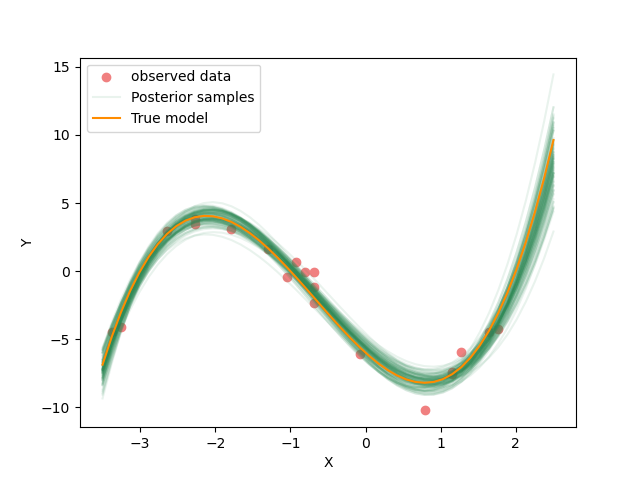 observed data
Posterior samples
True model
15
10
5
0
−5
−10
Y
−3
−2
−1
0
1
2
X